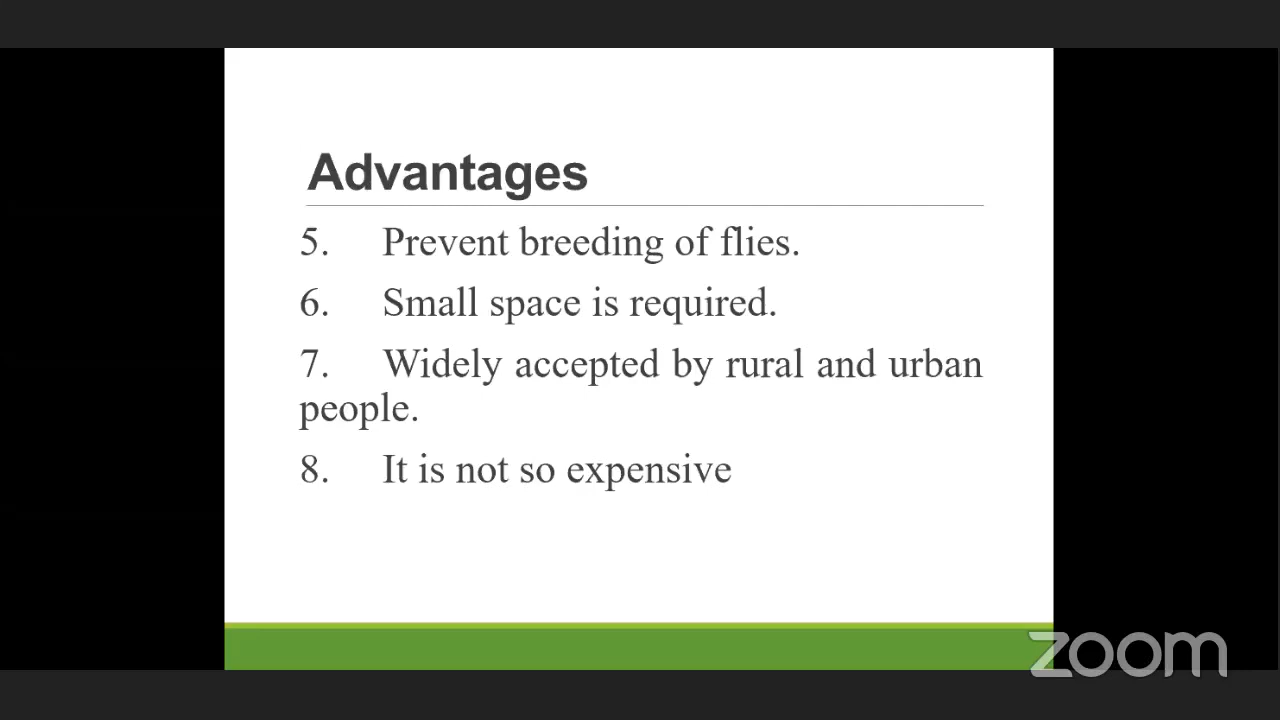 Advantages
5. Prevent breeding of flies.
6. Small space is required.
7. Widely accepted by rural and urban
people.
8. It is not so expensive
zoom